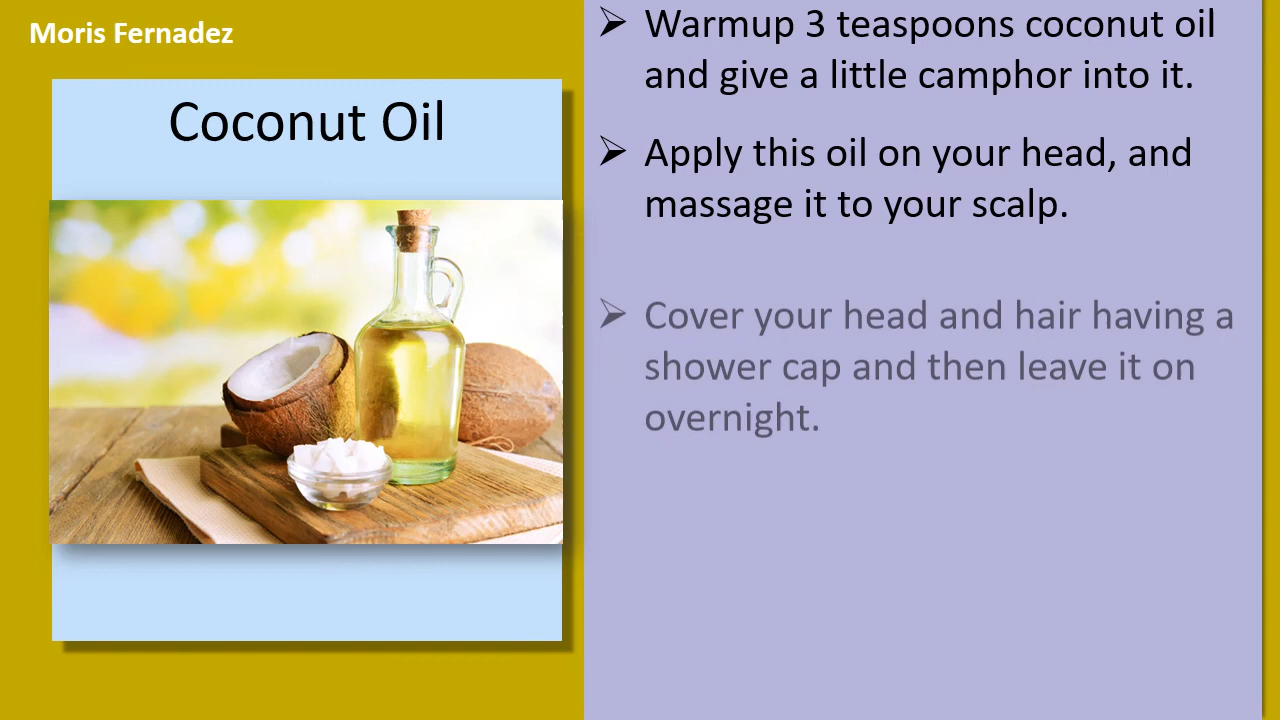 Moris Fernadez
Coconut Oil
➢ Warmup 3 teaspoons coconut oil
and give a little camphor into it.
➢ Apply this oil on your head, and
massage it to your scalp.
➢ Cover your head and hair having a
shower cap and then leave it on
overnight.